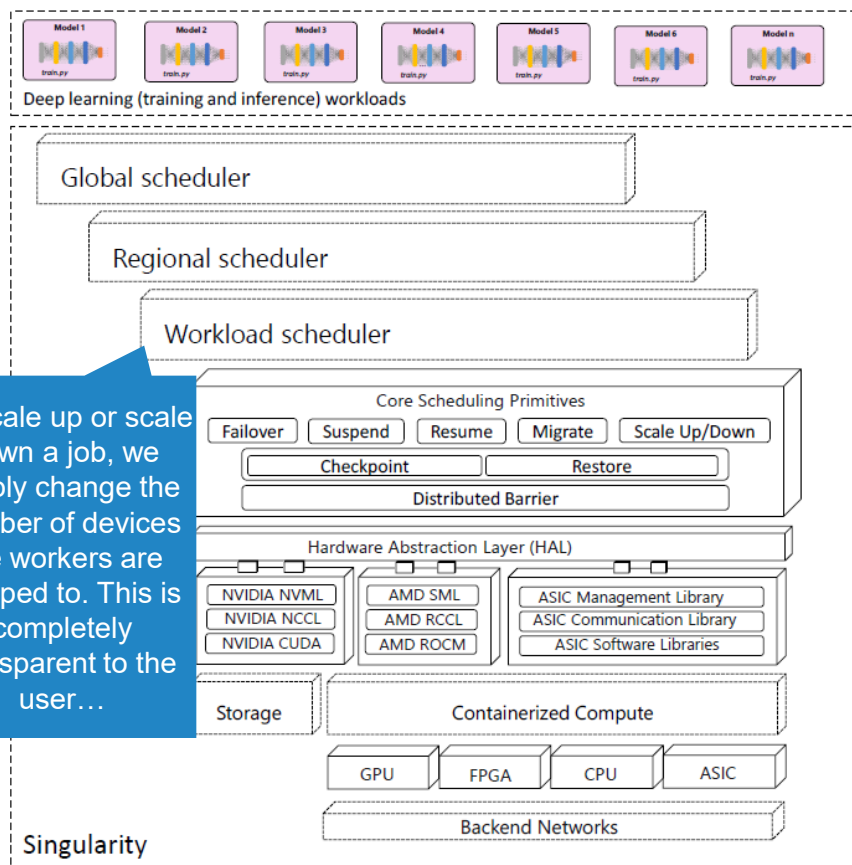 Model 1
Model 2
Model 3
Model 4
Model 5
Model 6
Model n
train.py
train.py
train.py
train.py
train.py
train.py
train.py
Deep learning (training and inference) workloads
Global scheduler
Regional scheduler
Workload scheduler
cale up or scale
wn a job, we
ply change the
ber of devices
e workers are
ped to. This is
completely
sparent to the
user…
Core Scheduling Primitives
Failover
Suspend
Resume
Migrate
Scale Up/Down
Checkpoint
Restore
Distributed Barrier
Hardware Abstraction Layer (HAL)
NVIDIA NVML
NVIDIA NCCL
NVIDIA CUDA
AMD SML
AMD RCCL
AMD ROCM
ASIC Management Library
ASIC Communication Library
ASIC Software Libraries
Storage
Containerized Compute
GPU
FPGA
CPU
ASIC
Backend Networks
Singularity